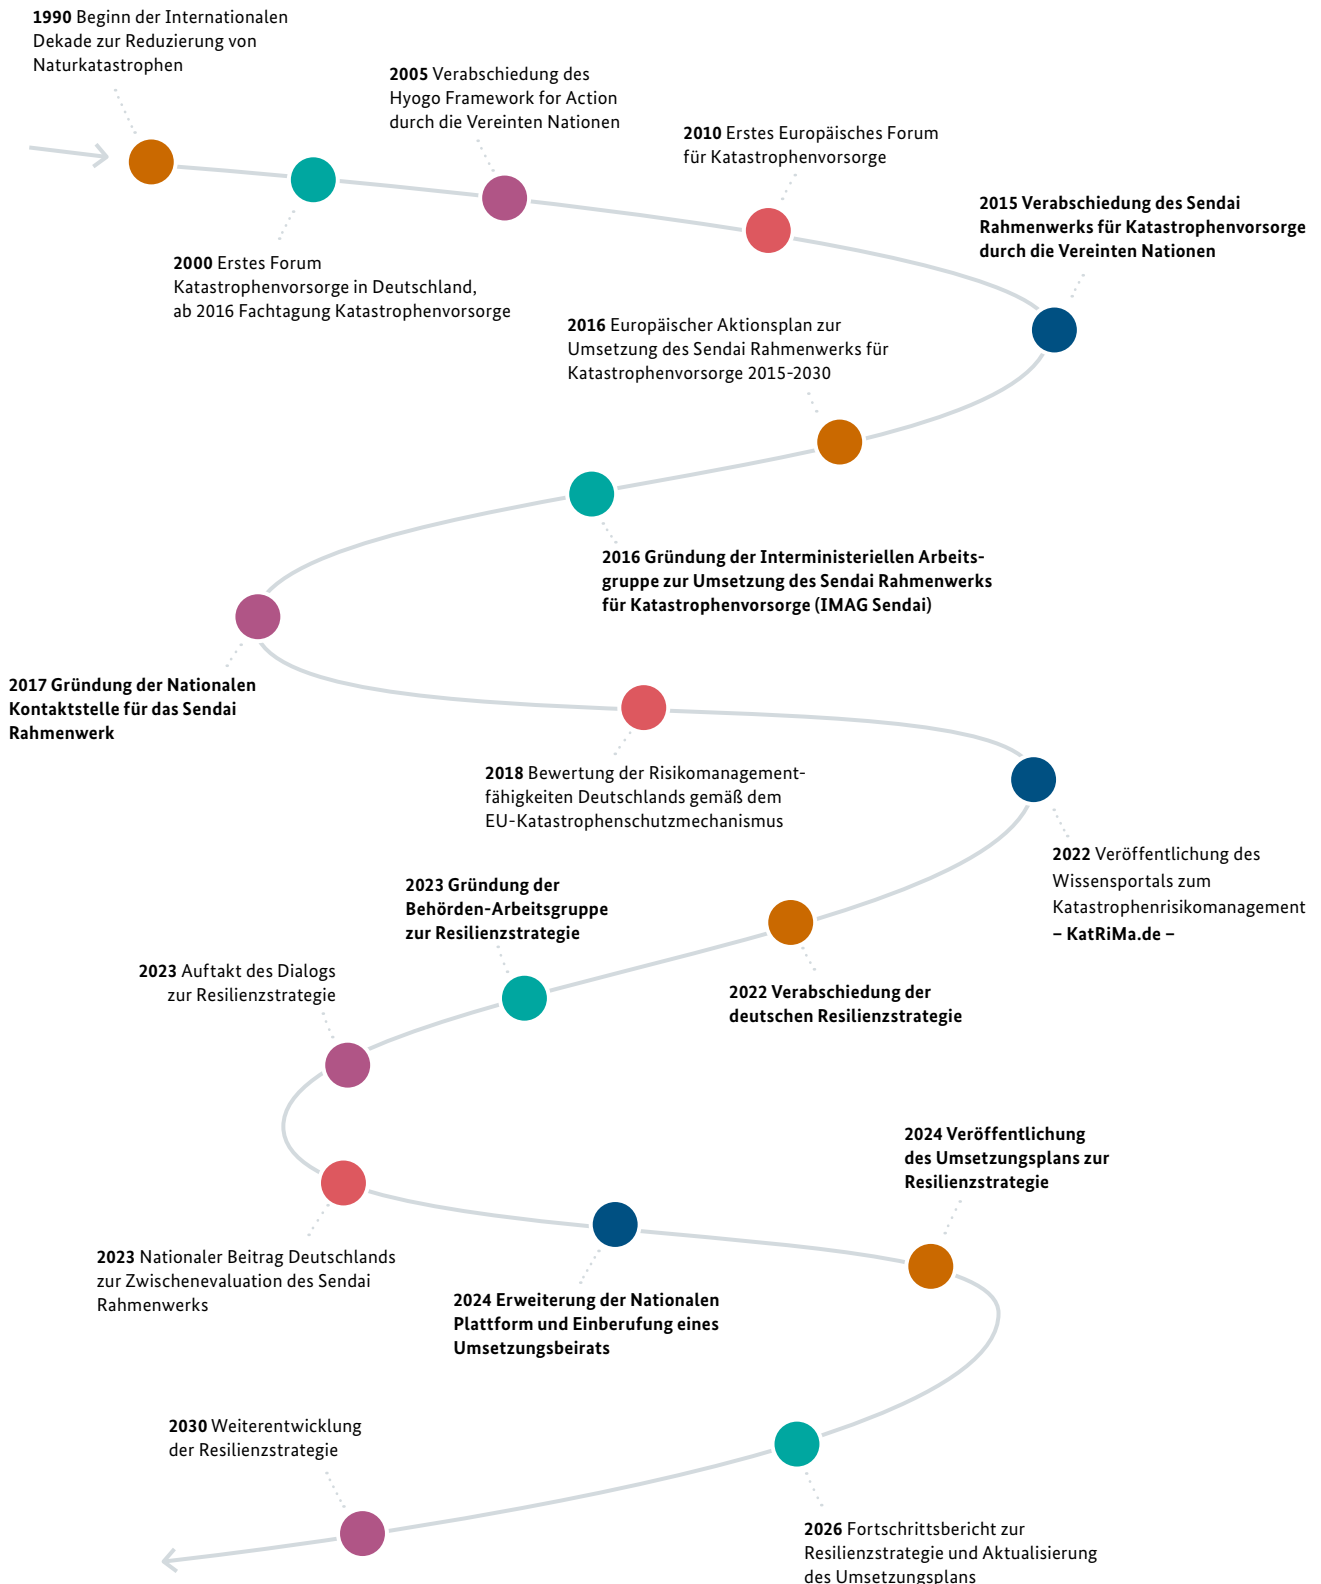 1990 Beginn der Internationalen
Dekade zur Reduzierung von
Naturkatastrophen
2000 Erstes Forum
Katastrophenvorsorge in Deutschland,
ab 2016 Fachtagung Katastrophenvorsorge
2005 Verabschiedung des
Hyogo Framework for Action
durch die Vereinten Nationen
2010 Erstes Europäisches Forum
für Katastrophenvorsorge
2015 Verabschiedung des Sendai
Rahmenwerks für Katastrophenvorsorge
durch die Vereinten Nationen
2016 Europäischer Aktionsplan zur
Umsetzung des Sendai Rahmenwerks für
Katastrophenvorsorge 2015-2030
2016 Gründung der Interministeriellen Arbeits-
gruppe zur Umsetzung des Sendai Rahmenwerks
für Katastrophenvorsorge (IMAG Sendai)
2017 Gründung der Nationalen
Kontaktstelle für das Sendai
Rahmenwerk
2018 Bewertung der Risikomanagement-
fähigkeiten Deutschlands gemäß dem
EU-Katastrophenschutzmechanismus
2022 Veröffentlichung des
Wissensportals zum
Katastrophenrisikomanagement
– KatRiMa.de –
2022 Verabschiedung der
deutschen Resilienzstrategie
2023 Gründung der
Behörden-Arbeitsgruppe
zur Resilienzstrategie
2023 Auftakt des Dialogs
zur Resilienzstrategie
2023 Nationaler Beitrag Deutschlands
zur Zwischenevaluation des Sendai
Rahmenwerks
2024 Erweiterung der Nationalen
Plattform und Einberufung eines
Umsetzungsbeirats
2024 Veröffentlichung
des Umsetzungsplans zur
Resilienzstrategie
2026 Fortschrittsbericht zur
Resilienzstrategie und Aktualisierung
des Umsetzungsplans
2030 Weiterentwicklung
der Resilienzstrategie